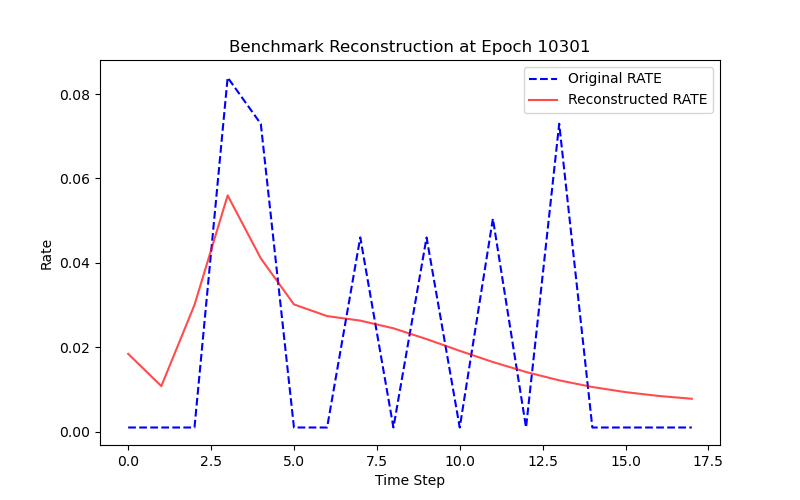 Benchmark Reconstruction at Epoch 10301
Original RATE
Reconstructed RATE
Rate
0.08
0.06
0.04
0.02
0.00
0.0 2.5 5.0 7.5 10.0 12.5 15.0 17.5
Time Step